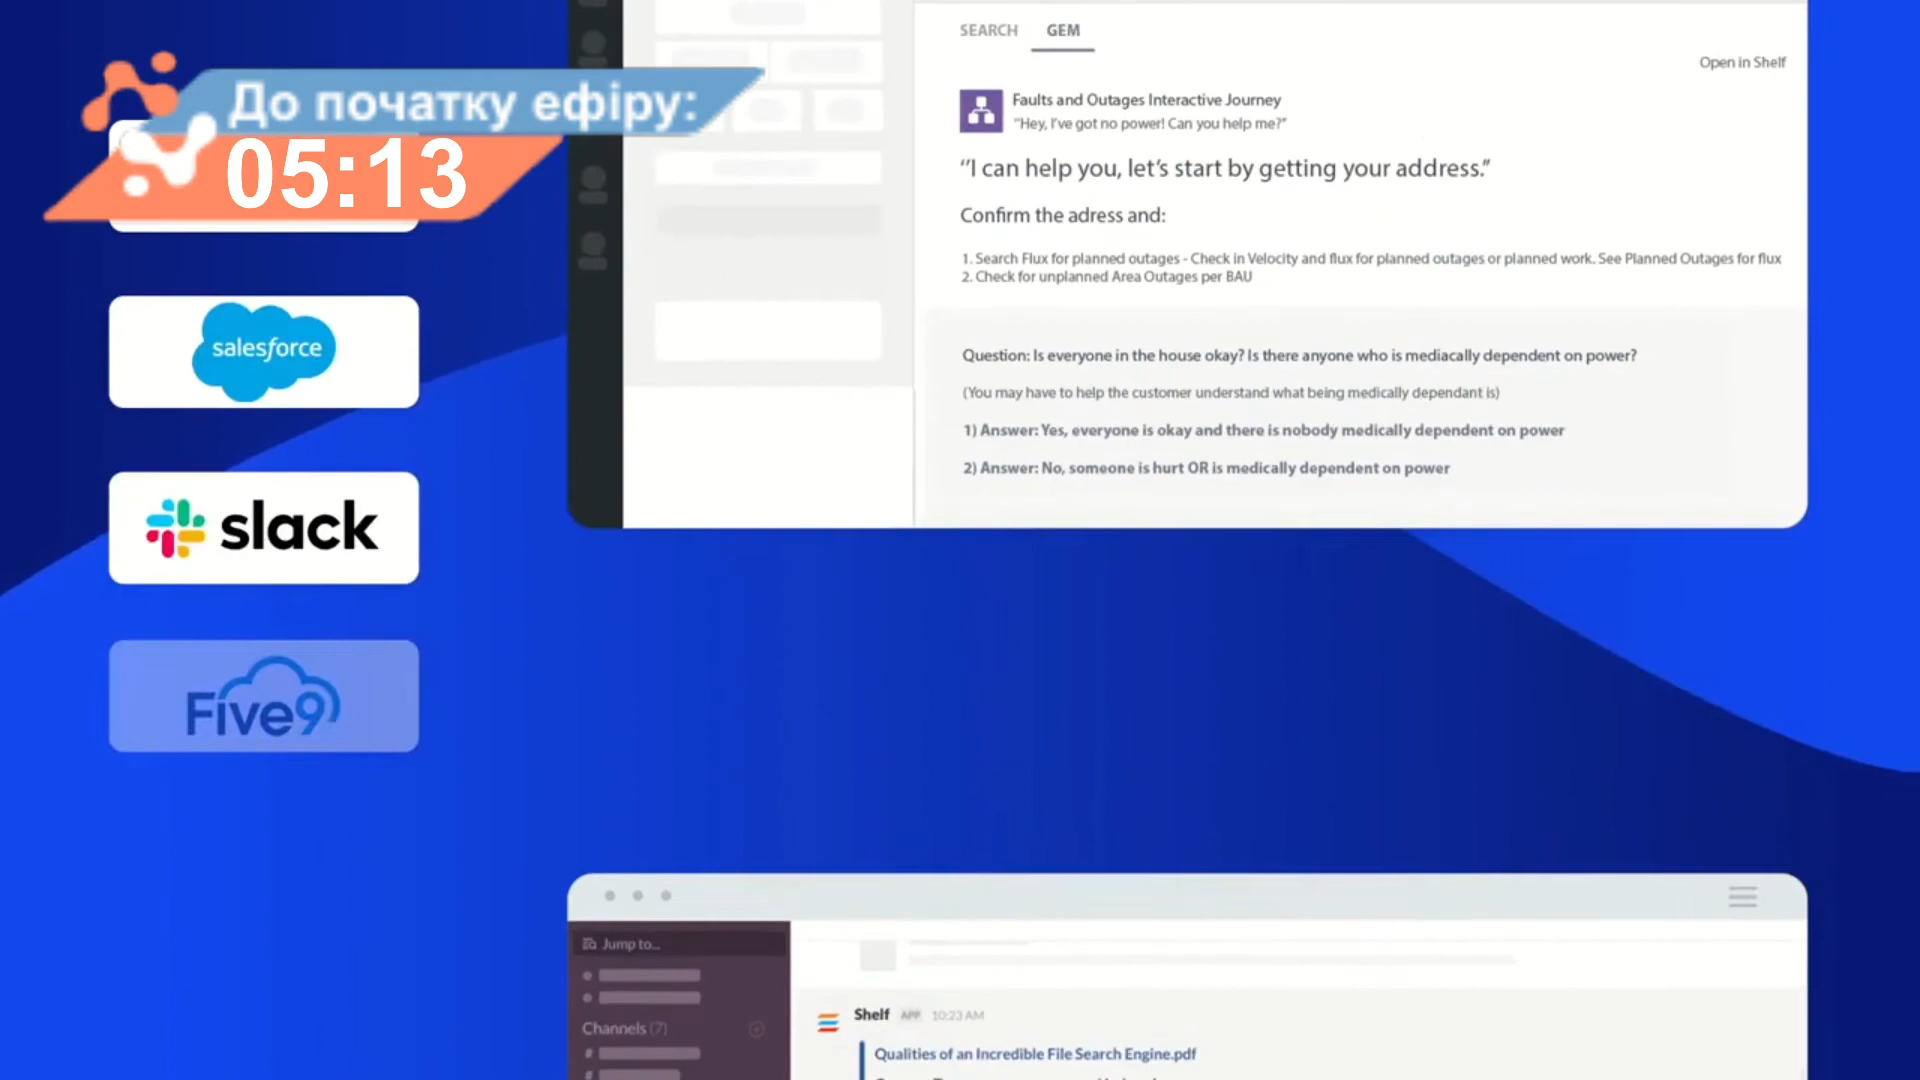 До початку ефіру:
05:13
salesforce
slack
Five9
SEARCH GEM
Open in Shelf
Faults and Outages Interactive Journey
"Hey, I've got no power! Can you help me?"
"I can help you, let's start by getting your address."
Confirm the adress and:
1. Search Flux for planned outages - Check in Velocity and flux for planned outages or planned work. See Planned Outages for flux
2. Check for unplanned Area Outages per BAU
Question: Is everyone in the house okay? Is there anyone who is mediacally dependent on power?
(You may have to help the customer understand what being medically dependant is)
1) Answer: Yes, everyone is okay and there is nobody medically dependent on power
2) Answer: No, someone is hurt OR is medically dependent on power
Jump to...
Channels (7)
Shelf APP 10:23 AM
Qualities of an Incredible File Search Engine.pdf